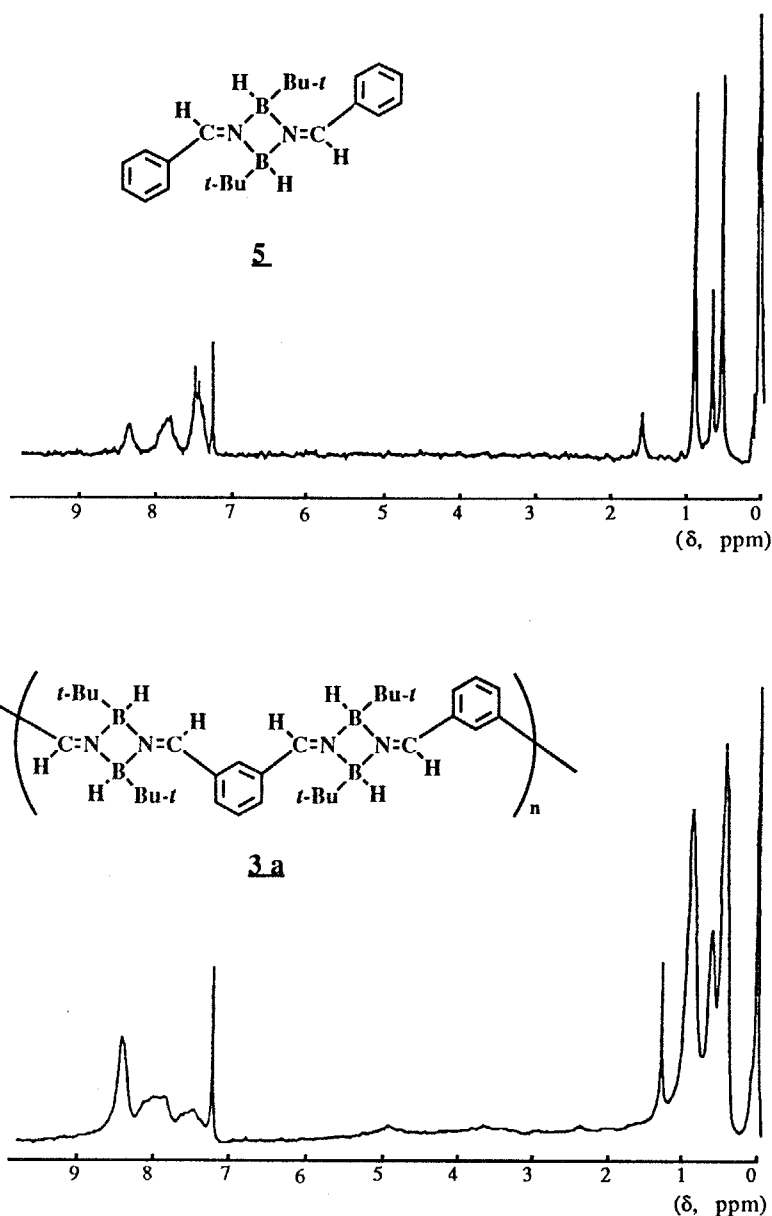 H Bu-t
H B
C=N N=C
B H
t-Bu H
5
9 8 7 6 5 4 3 2 1 0
(δ, ppm)
t-Bu H H Bu-t
B H H B
C=N N=C C=N N=C
H B B H
H Bu-t t-Bu H
n
3 a
9 8 7 6 5 4 3 2 1 0
(δ, ppm)